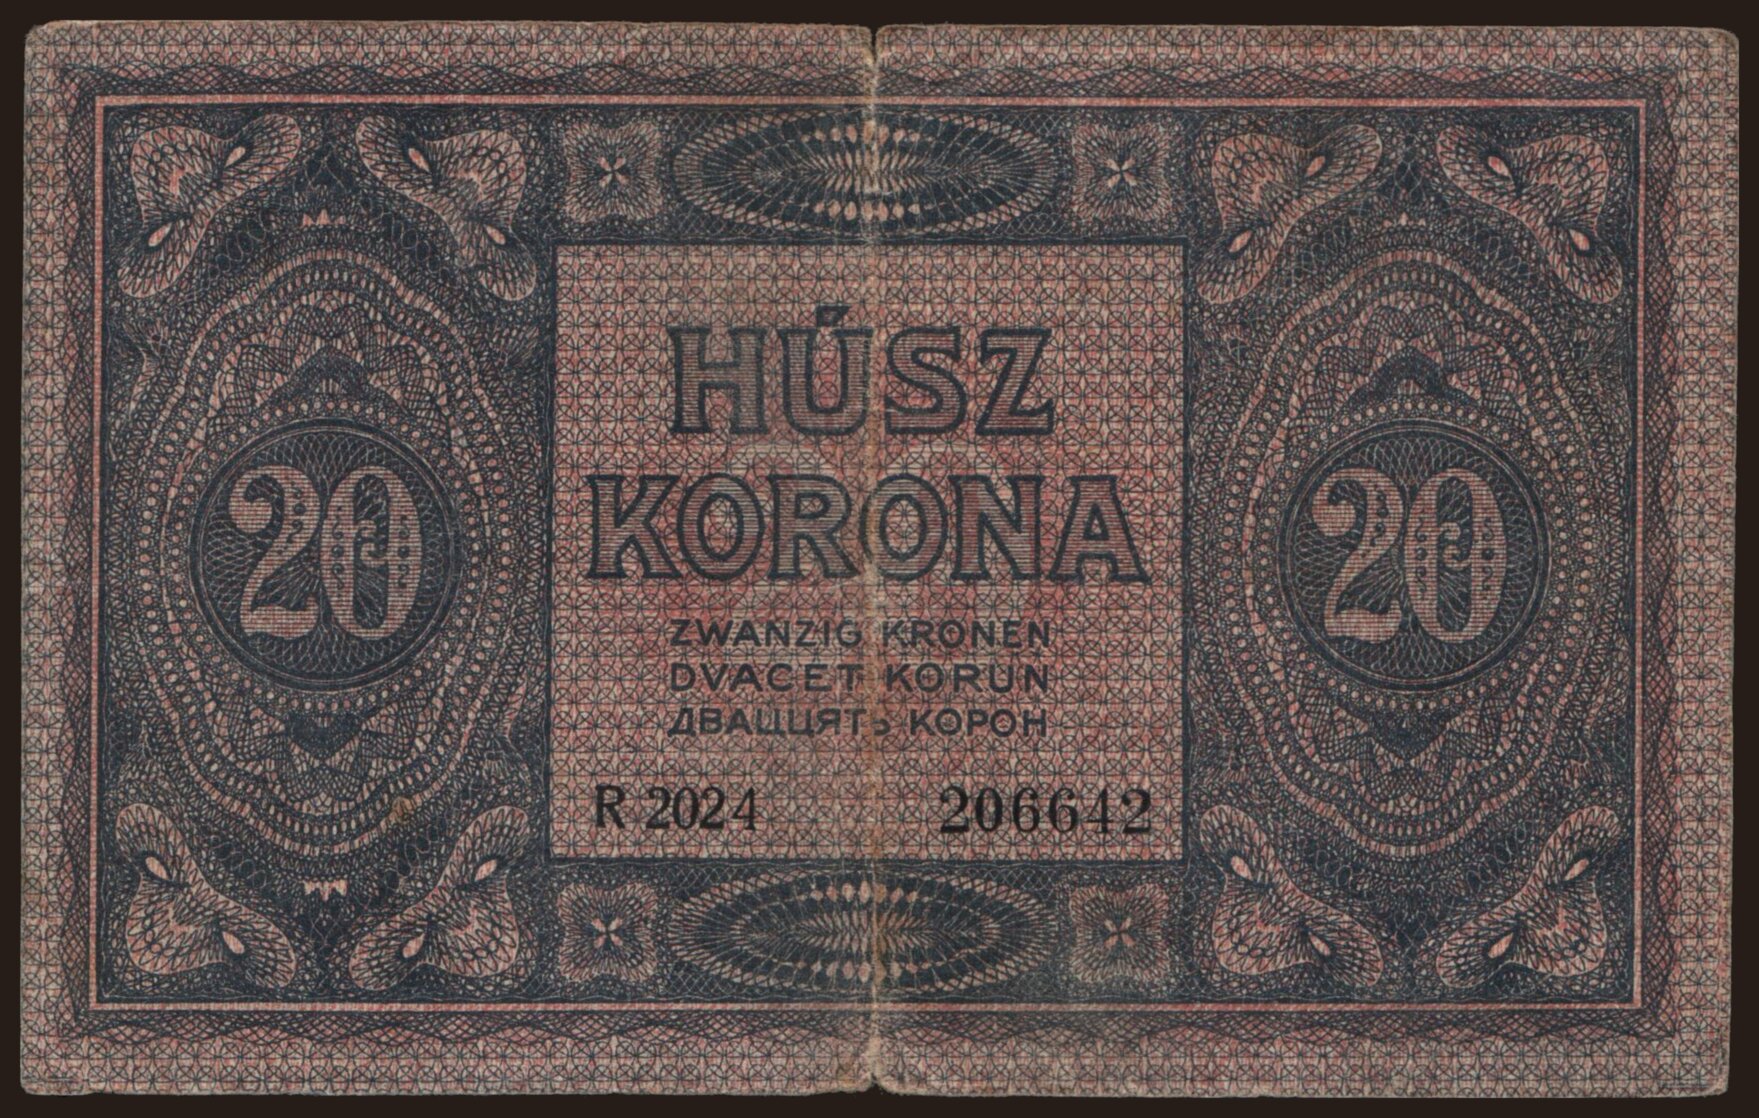 20
HÚSZ
KORONA
20
ZWANZIG KRONEN
DVACET KORUN
ДВАЦЦЯТЬ КОРОН
R 2024 206642